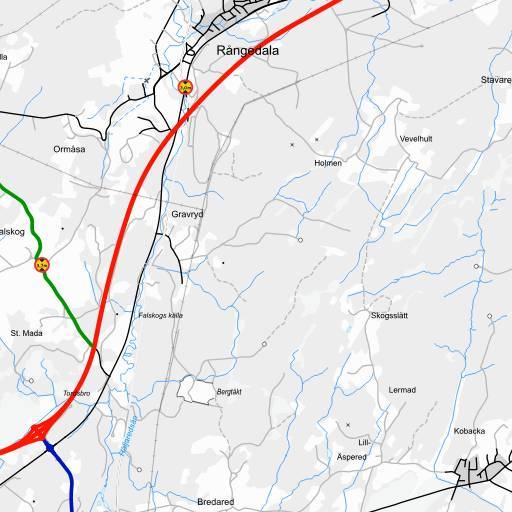 Rångedala
lla
Stavare
Vevelhult
Ormåsa
Holmen
Gravryd
alskog
Falskogs källa
Skogsslätt
St. Mada
Torpsbro
Bergtäkt
Lermad
Kobacka
Lill-
Äspered
Bredared